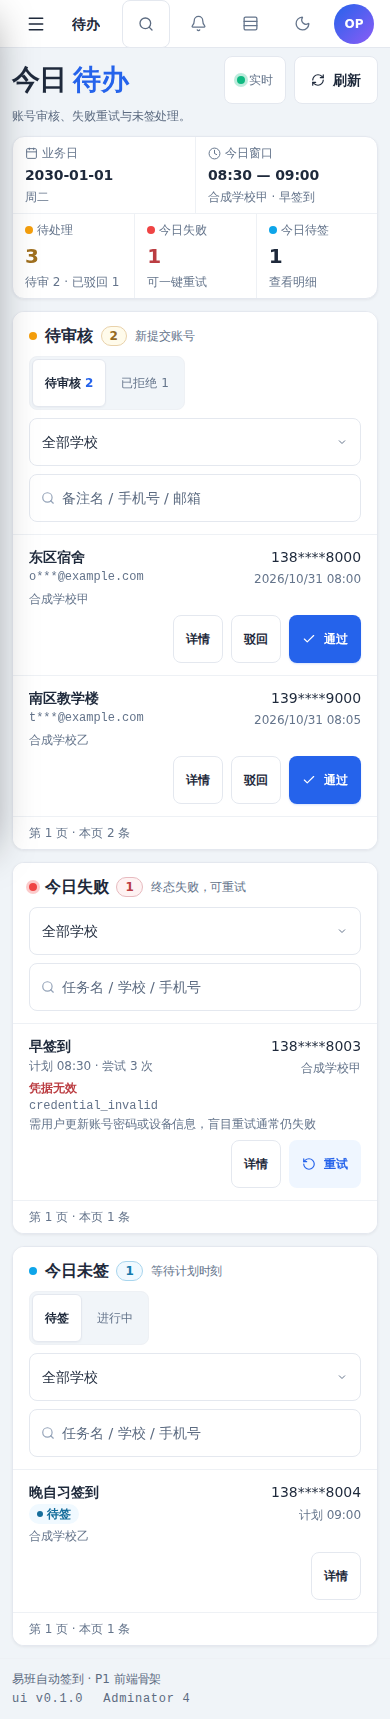 待办
OP
今日 待办
实时
刷新
账号审核、失败重试与未签处理。
业务日
2030-01-01
周二
今日窗口
08:30 — 09:00
合成学校甲 · 早签到
待处理
3
待审 2 · 已驳回 1
今日失败
1
可一键重试
今日待签
1
查看明细
待审核 2 新提交账号
待审核 2 已拒绝 1
全部学校
备注名 / 手机号 / 邮箱
东区宿舍 138****8000
o***@example.com 2026/10/31 08:00
合成学校甲
详情 驳回 通过
南区教学楼 139****9000
t***@example.com 2026/10/31 08:05
合成学校乙
详情 驳回 通过
第 1 页 · 本页 2 条
今日失败 1 终态失败，可重试
全部学校
任务名 / 学校 / 手机号
早签到 138****8003
计划 08:30 · 尝试 3 次 合成学校甲
凭据无效
credential_invalid
需用户更新账号密码或设备信息，盲目重试通常仍失败
详情 重试
第 1 页 · 本页 1 条
今日未签 1 等待计划时刻
待签 进行中
全部学校
任务名 / 学校 / 手机号
晚自习签到 138****8004
待签 计划 09:00
合成学校乙
详情
第 1 页 · 本页 1 条
易班自动签到 · P1 前端骨架
ui v0.1.0 Adminator 4